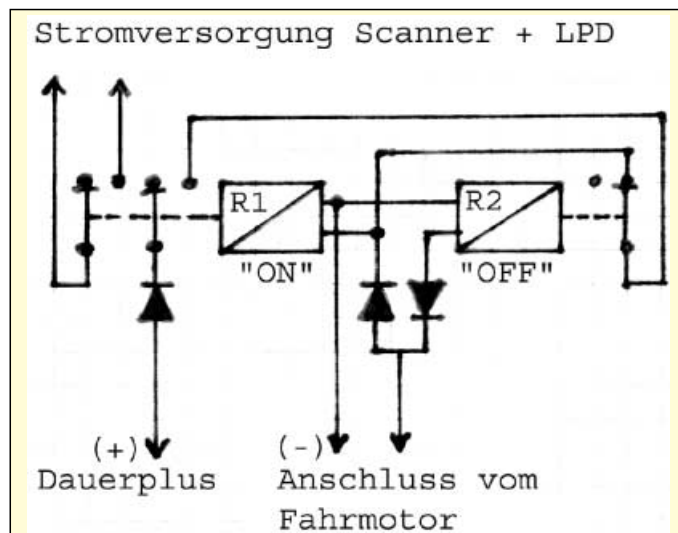 Stromversorgung Scanner + LPD
R1
R2
"ON"
"OFF"
(+)
(-)
Dauerplus
Anschluss vom
Fahrmotor